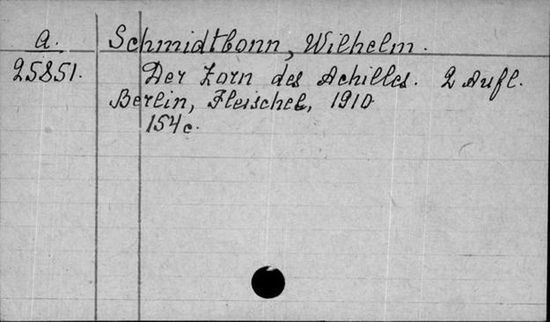 a. Schmidtbonn, Wilhelm.
25851. Der Zorn des Achilles. 2 Aufl.
Berlin, Fleischel, 1910
154 c.